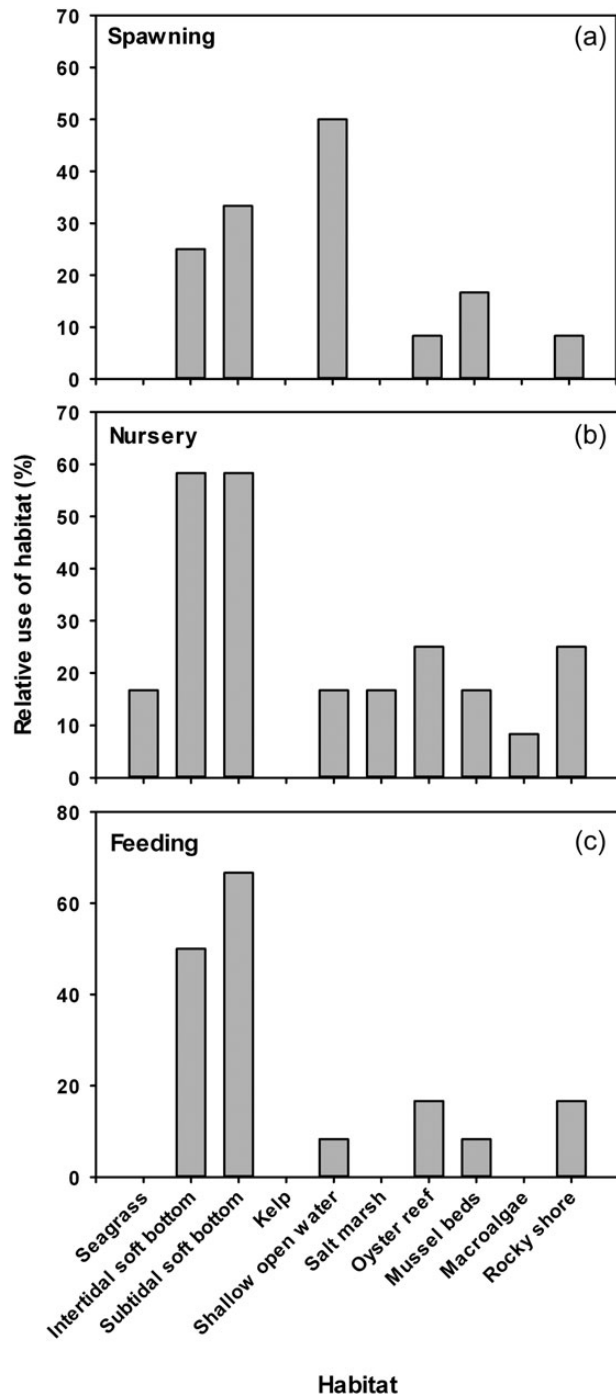 Spawning
(a)
70
60
50
40
30
20
10
0
Nursery
(b)
70
60
50
40
30
20
10
0
Relative use of habitat (%)
Feeding
(c)
80
60
40
20
0
Seagrass
Intertidal soft bottom
Subtidal soft bottom
Kelp
Shallow open water
Salt marsh
Oyster reef
Mussel beds
Macroalgae
Rocky shore
Habitat